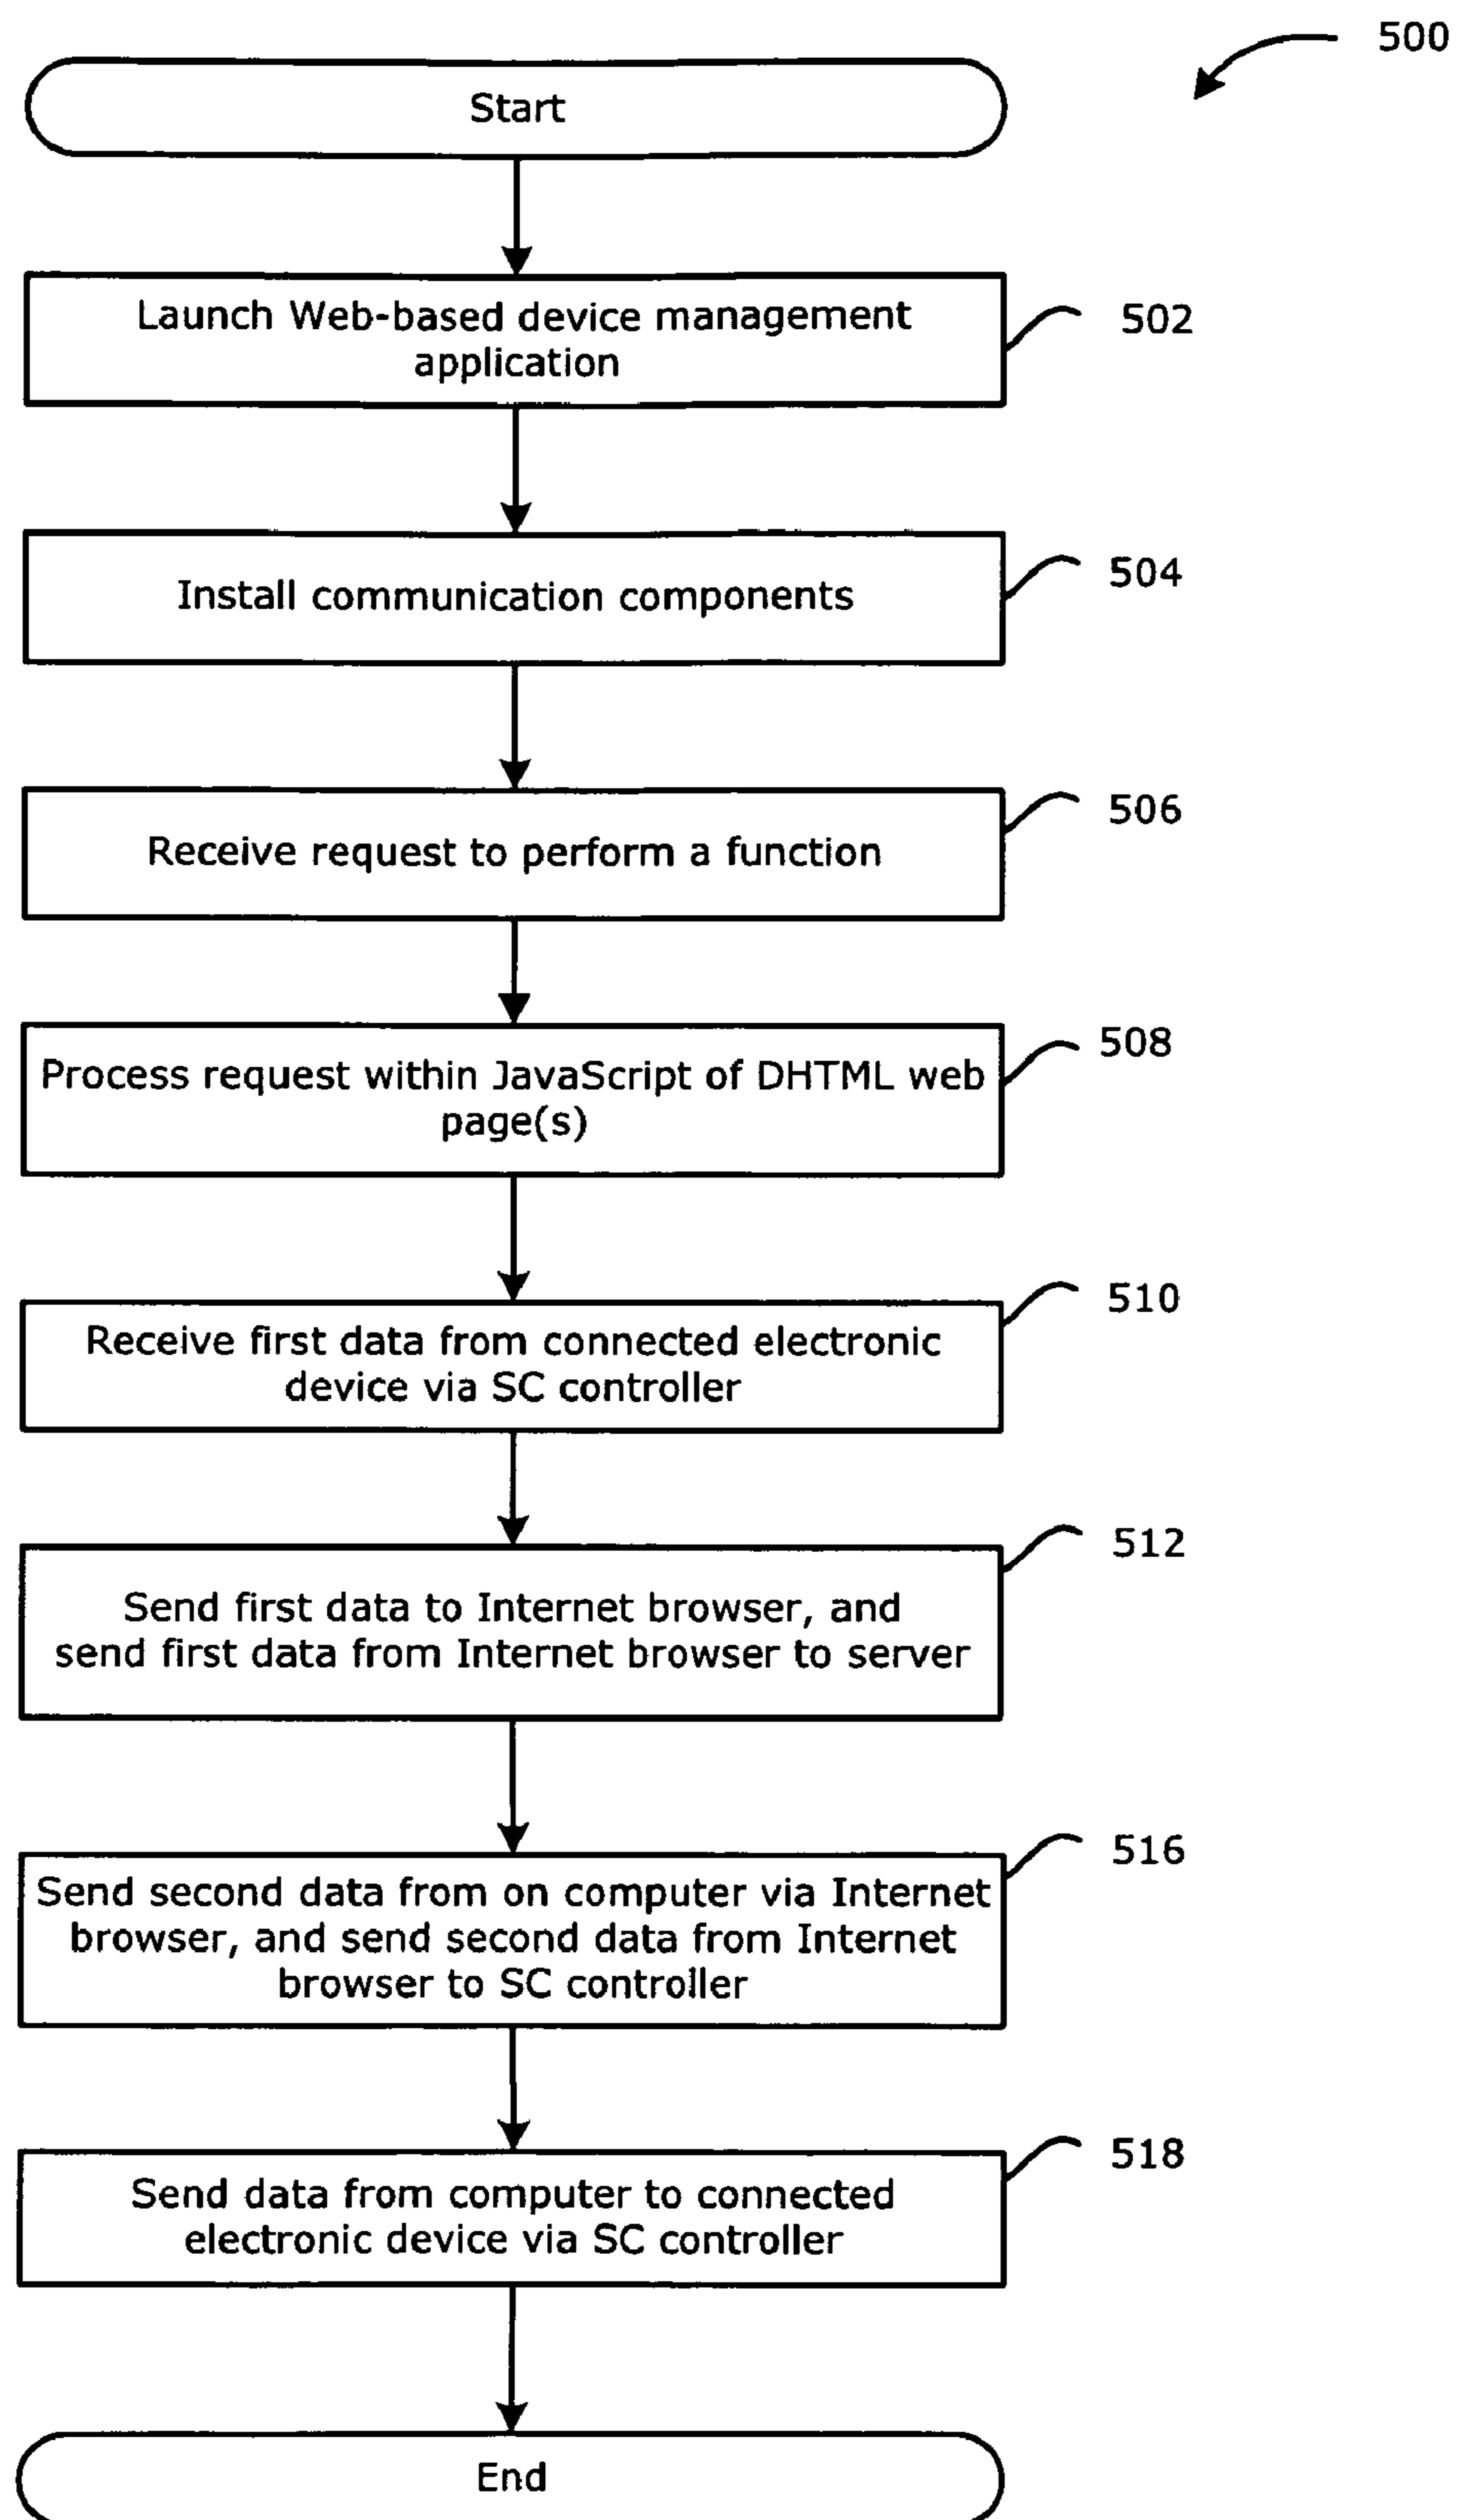 500
Start
Launch Web-based device management
application
502
Install communication components
504
Receive request to perform a function
506
Process request within JavaScript of DHTML web
page(s)
508
Receive first data from connected electronic
device via SC controller
510
Send first data to Internet browser, and
send first data from Internet browser to server
512
Send second data from on computer via Internet
browser, and send second data from Internet
browser to SC controller
516
Send data from computer to connected
electronic device via SC controller
518
End